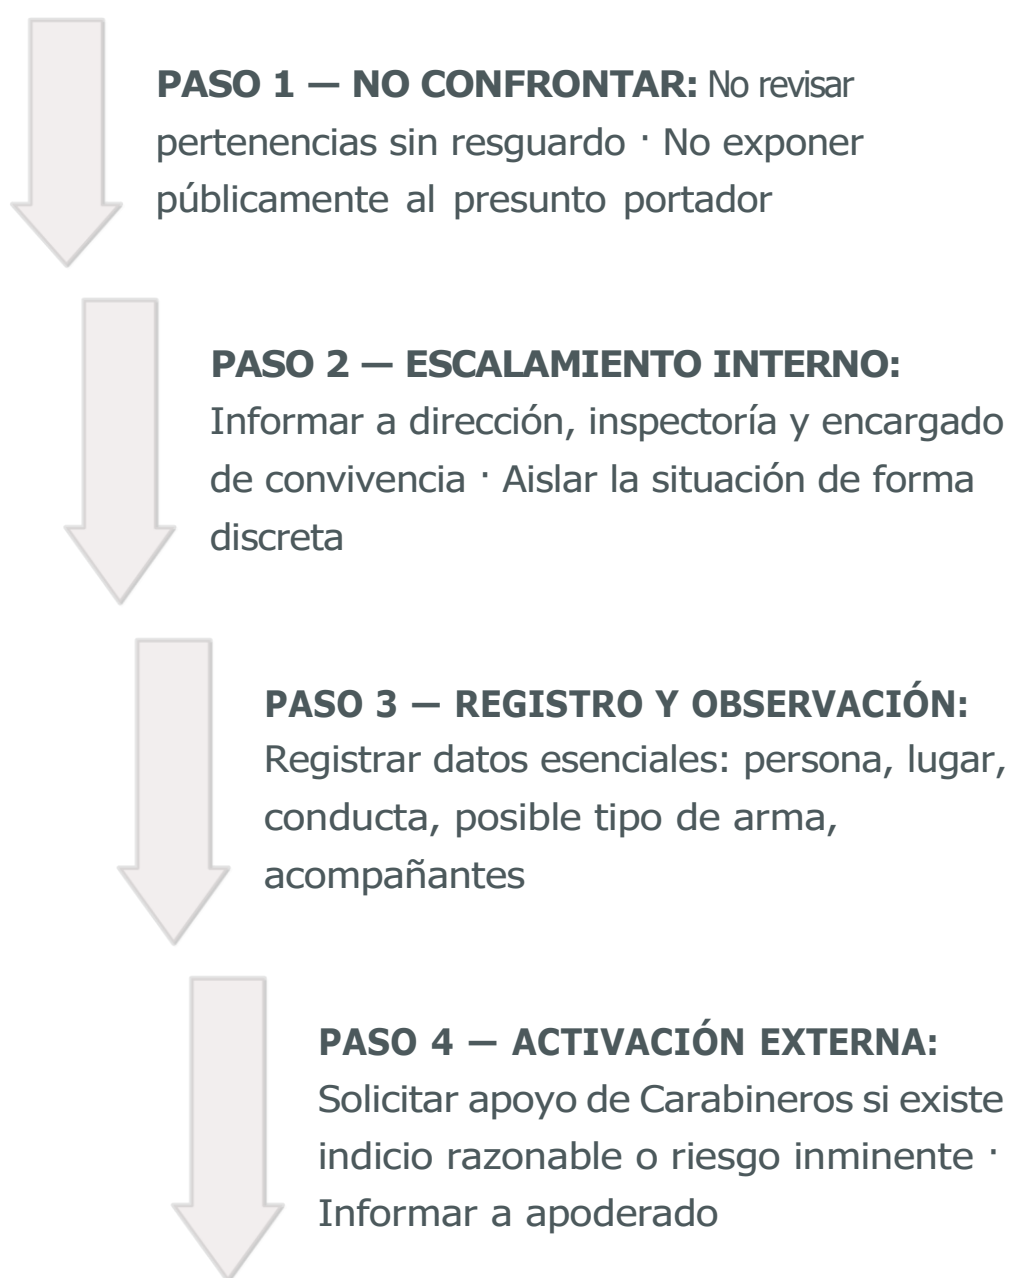 PASO 1 — NO CONFRONTAR: No revisar
pertenencias sin resguardo · No exponer
públicamente al presunto portador
PASO 2 — ESCALAMIENTO INTERNO:
Informar a dirección, inspectoría y encargado
de convivencia · Aislar la situación de forma
discreta
PASO 3 — REGISTRO Y OBSERVACIÓN:
Registrar datos esenciales: persona, lugar,
conducta, posible tipo de arma,
acompañantes
PASO 4 — ACTIVACIÓN EXTERNA:
Solicitar apoyo de Carabineros si existe
indicio razonable o riesgo inminente ·
Informar a apoderado